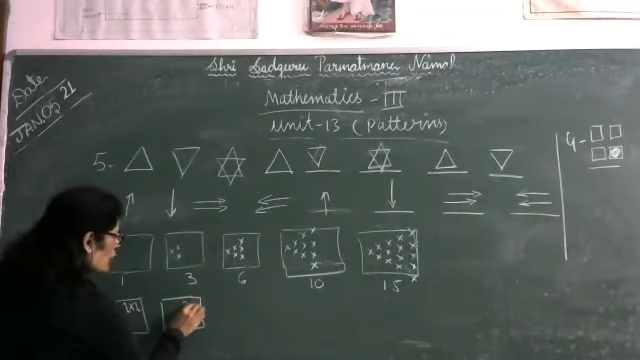 Shri Sadguru Parmatmane Namah
Date
JAN 05 21
Mathematics - III
Unit-13 (Patterns)
4-
5-
1 3 6 10 15
2x2